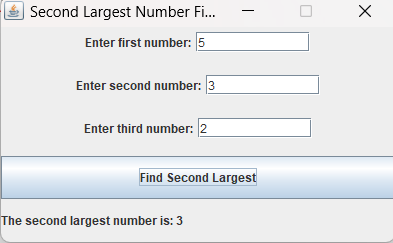 Second Largest Number Fi...
Enter first number: 5
Enter second number: 3
Enter third number: 2
Find Second Largest
The second largest number is: 3